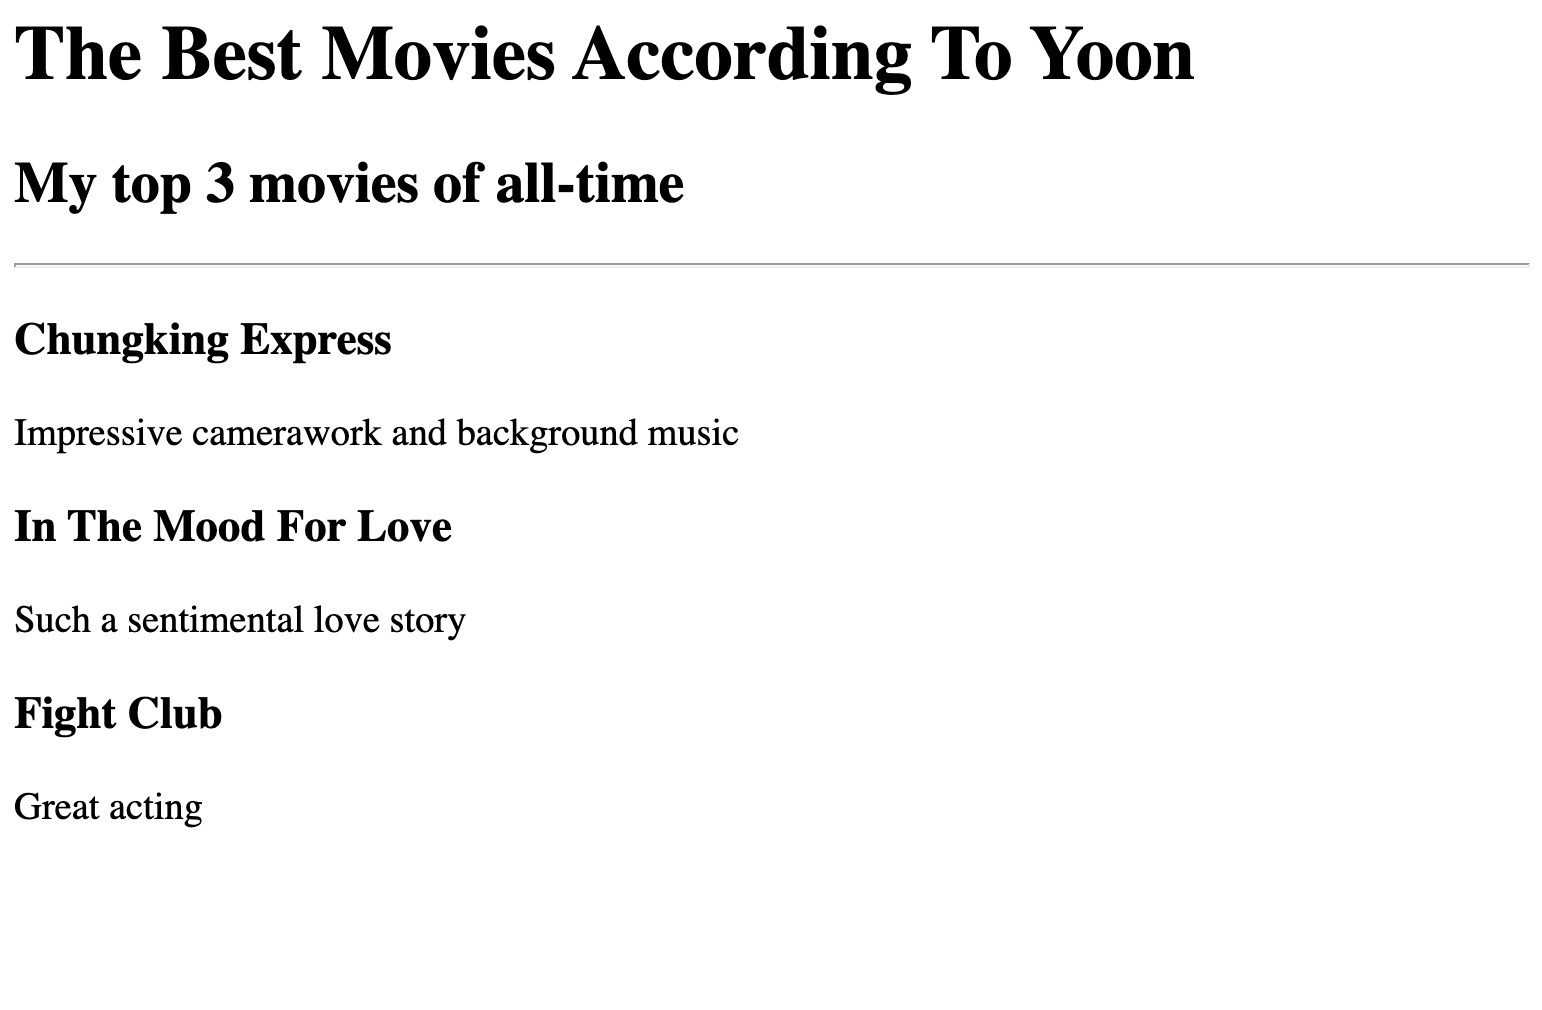 The Best Movies According To Yoon
My top 3 movies of all-time
Chungking Express
Impressive camerawork and background music
In The Mood For Love
Such a sentimental love story
Fight Club
Great acting